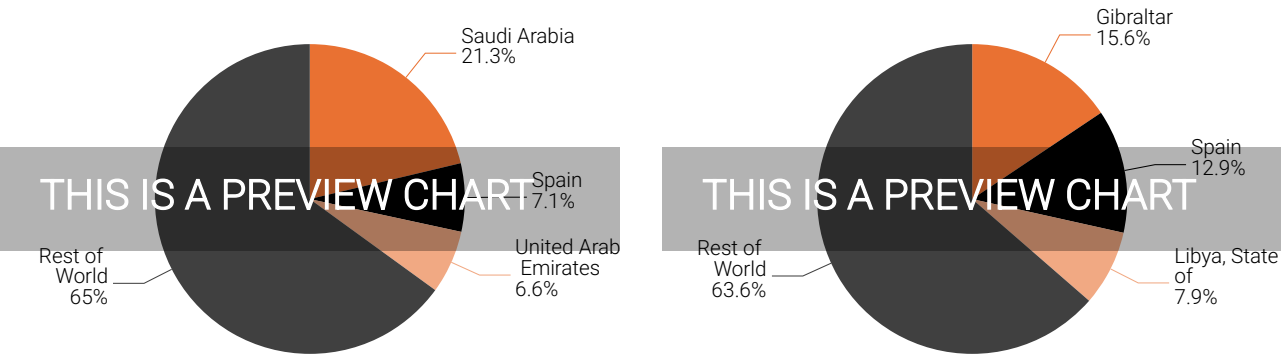 Saudi Arabia
21.3%
THIS IS A PREVIEW CHART
Spain
7.1%
United Arab
Emirates
6.6%
Rest of
World
65%
Gibraltar
15.6%
THIS IS A PREVIEW CHART
Spain
12.9%
Libya, State
of
7.9%
Rest of
World
63.6%